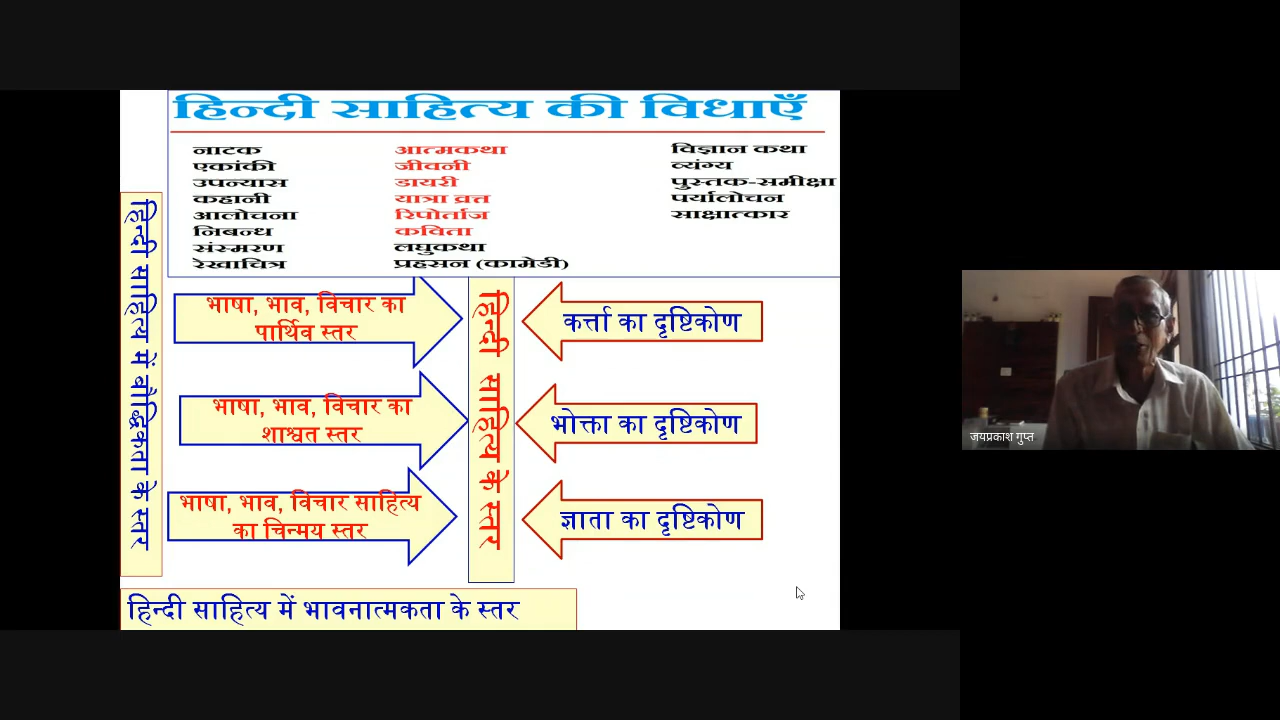 हिन्दी साहित्य की विधाएँ
नाटक
एकांकी
उपन्यास
कहानी
आलोचना
निबन्ध
संस्मरण
रेखाचित्र
आत्मकथा
जीवनी
डायरी
यात्रा व्रत्त
रिपोर्ताज
कविता
लघुकथा
प्रहसन (कामेडी)
विज्ञान कथा
व्यंग्य
पुस्तक-समीक्षा
पर्यालोचन
साक्षात्कार
हिन्दी साहित्य में बौद्धिकता के स्तर
भाषा, भाव, विचार का
पार्थिव स्तर
भाषा, भाव, विचार का
शाश्वत स्तर
भाषा, भाव, विचार साहित्य
का चिन्मय स्तर
हिन्दी साहित्य के स्तर
कर्त्ता का दृष्टिकोण
भोक्ता का दृष्टिकोण
ज्ञाता का दृष्टिकोण
हिन्दी साहित्य में भावनात्मकता के स्तर
जयप्रकाश गुप्त